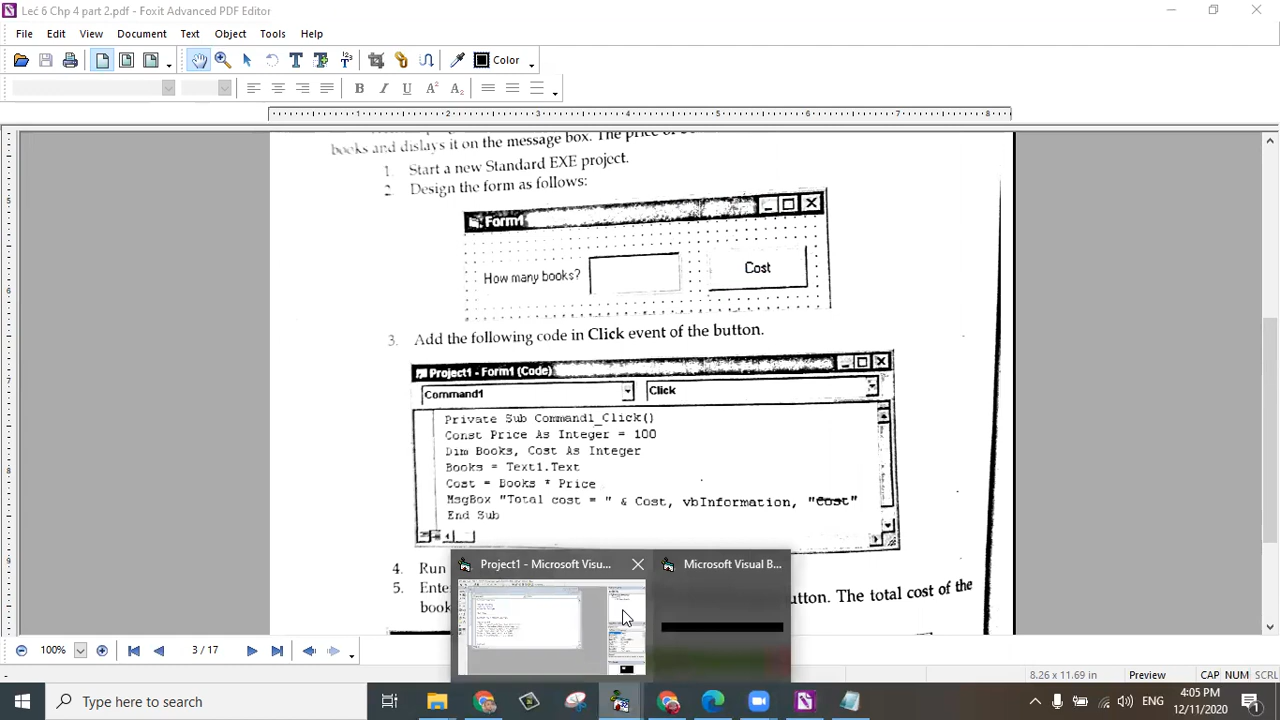 Lec 6 Chp 4 part 2.pdf - Foxit Advanced PDF Editor
File Edit View Document Text Object Tools Help
Color
books and dislays it on the message box. The price of
1. Start a new Standard EXE project.
2. Design the form as follows:
Form1
How many books?
Cost
3. Add the following code in Click event of the button.
Project1 - Form1 (Code)
Command1
Click
Private Sub Command1_Click()
Const Price As Integer = 100
Dim Books, Cost As Integer
Books = Text1.Text
Cost = Books * Price
MsgBox "Total cost = " & Cost, vbInformation, "Cost"
End Sub
4. Run
5. Ente
utton. The total cost of the
book
Project1 - Microsoft Visu...
Microsoft Visual B...
100%
5 / 17
8.26 x 11.69 in
Preview
CAP NUM SCRL
Type here to search
ENG
4:05 PM
12/11/2020